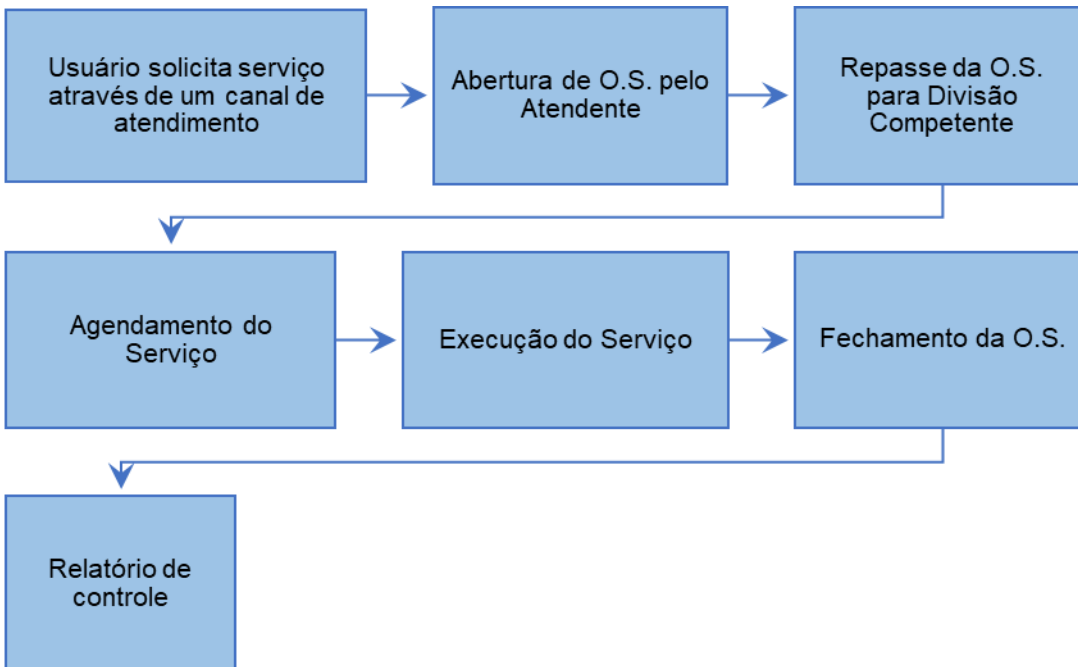 Usuário solicita serviço
através de um canal de
atendimento
Abertura de O.S. pelo
Atendente
Repasse da O.S.
para Divisão
Competente
Agendamento do
Serviço
Execução do Serviço
Fechamento da O.S.
Relatório de
controle